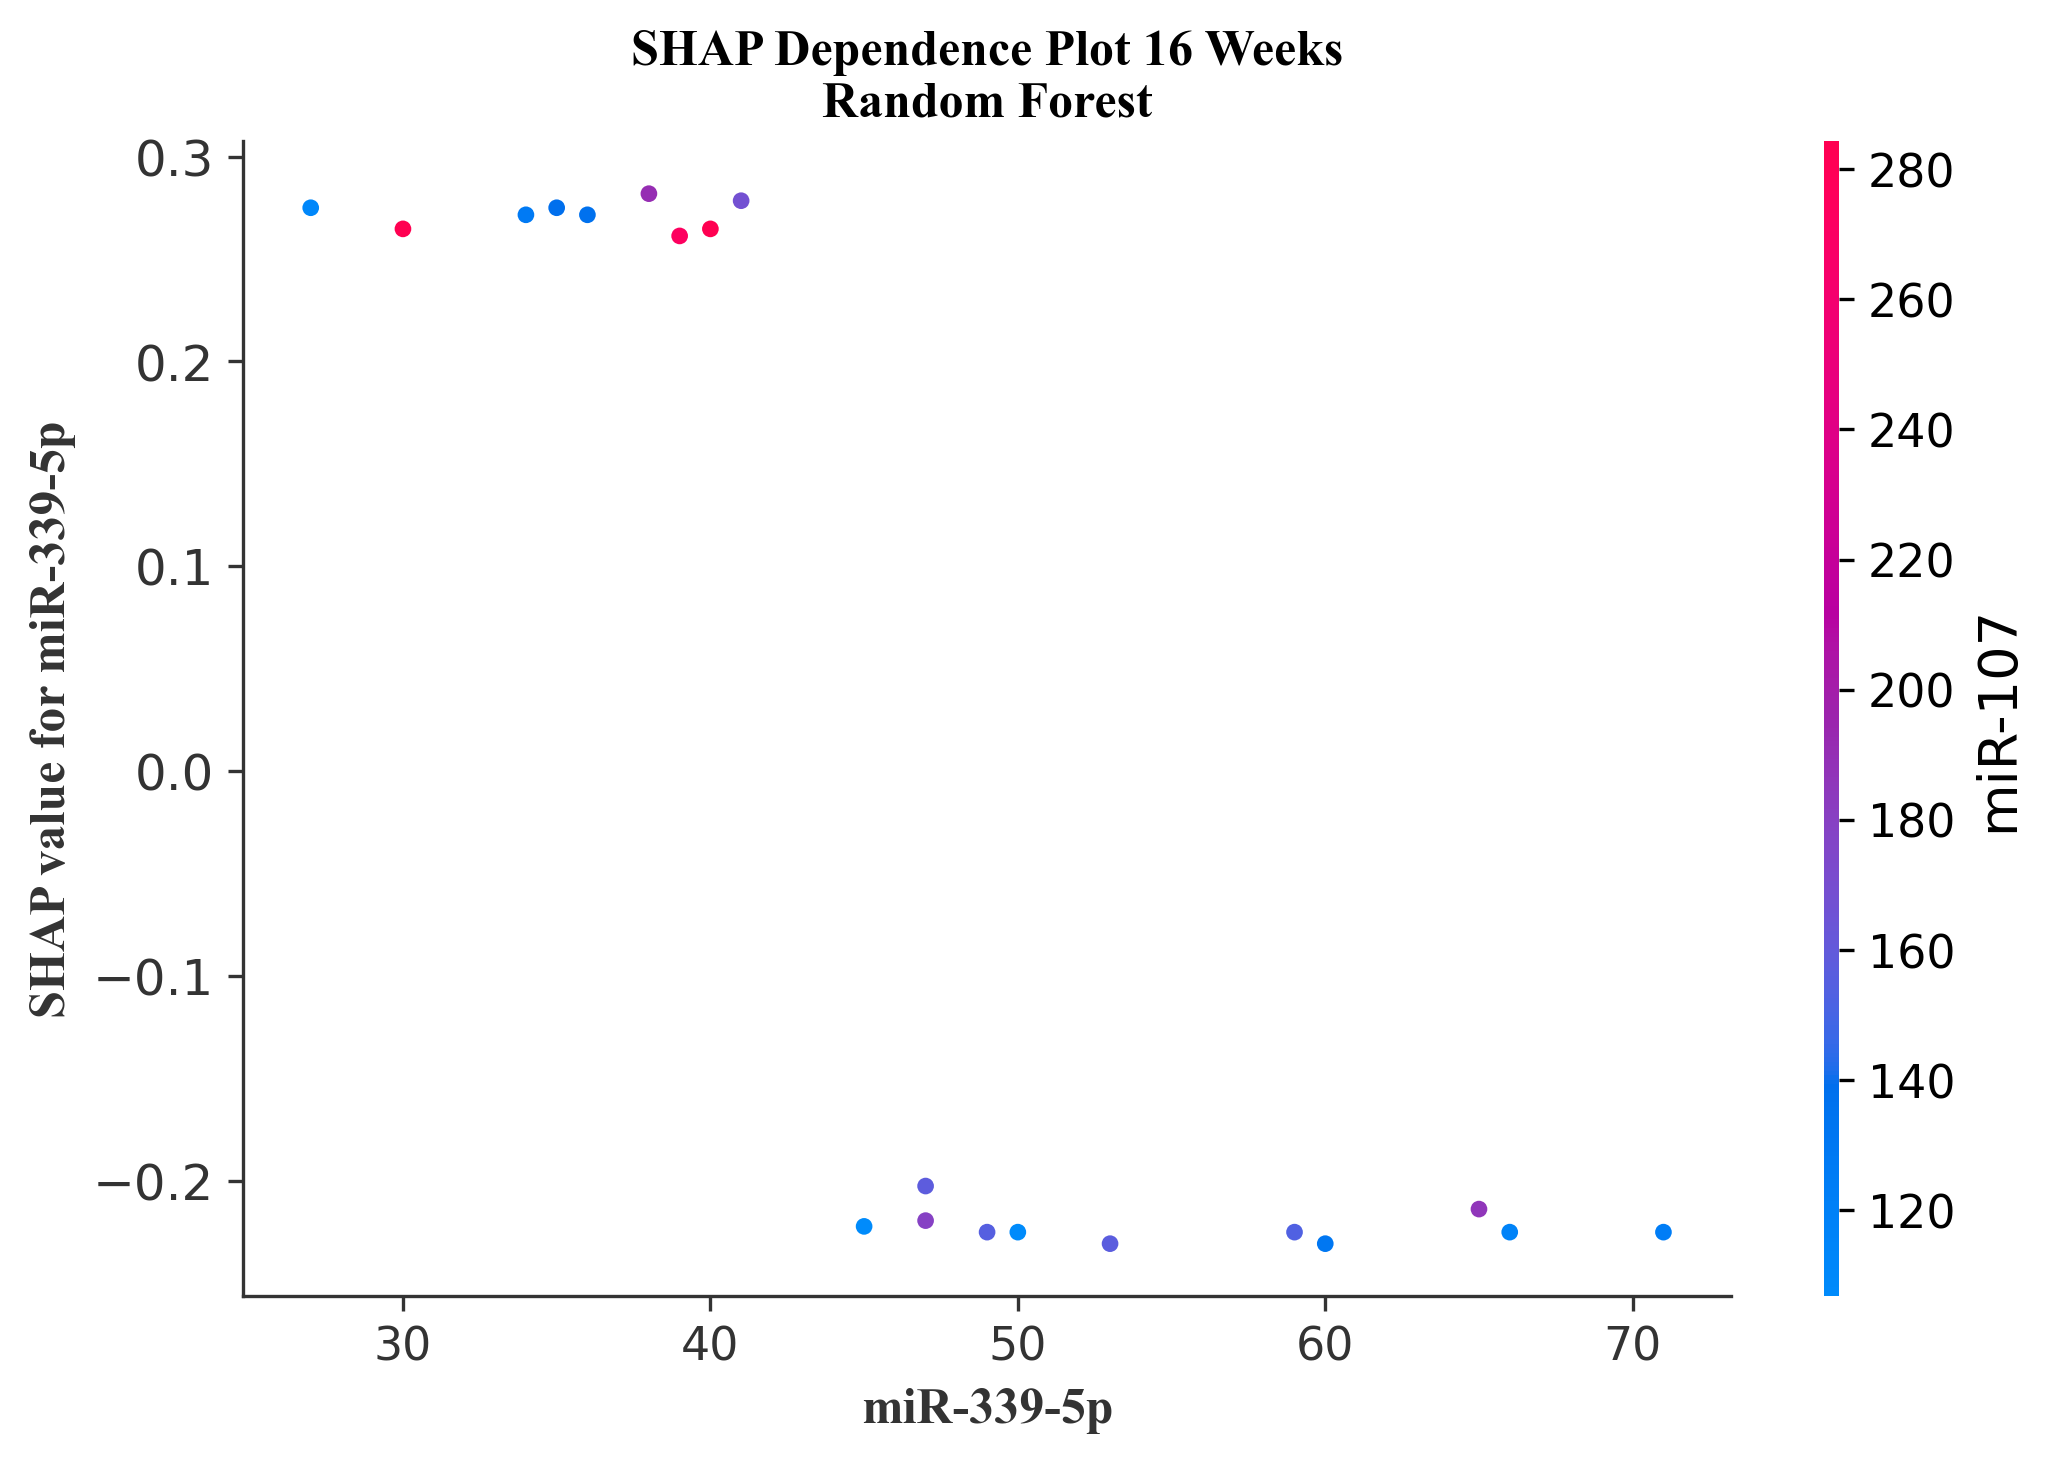 SHAP Dependence Plot 16 Weeks
Random Forest
0.3
0.2
0.1
0.0
−0.1
−0.2
SHAP value for miR-339-5p
30 40 50 60 70
miR-339-5p
280
260
240
220
200
180
160
140
120
miR-107